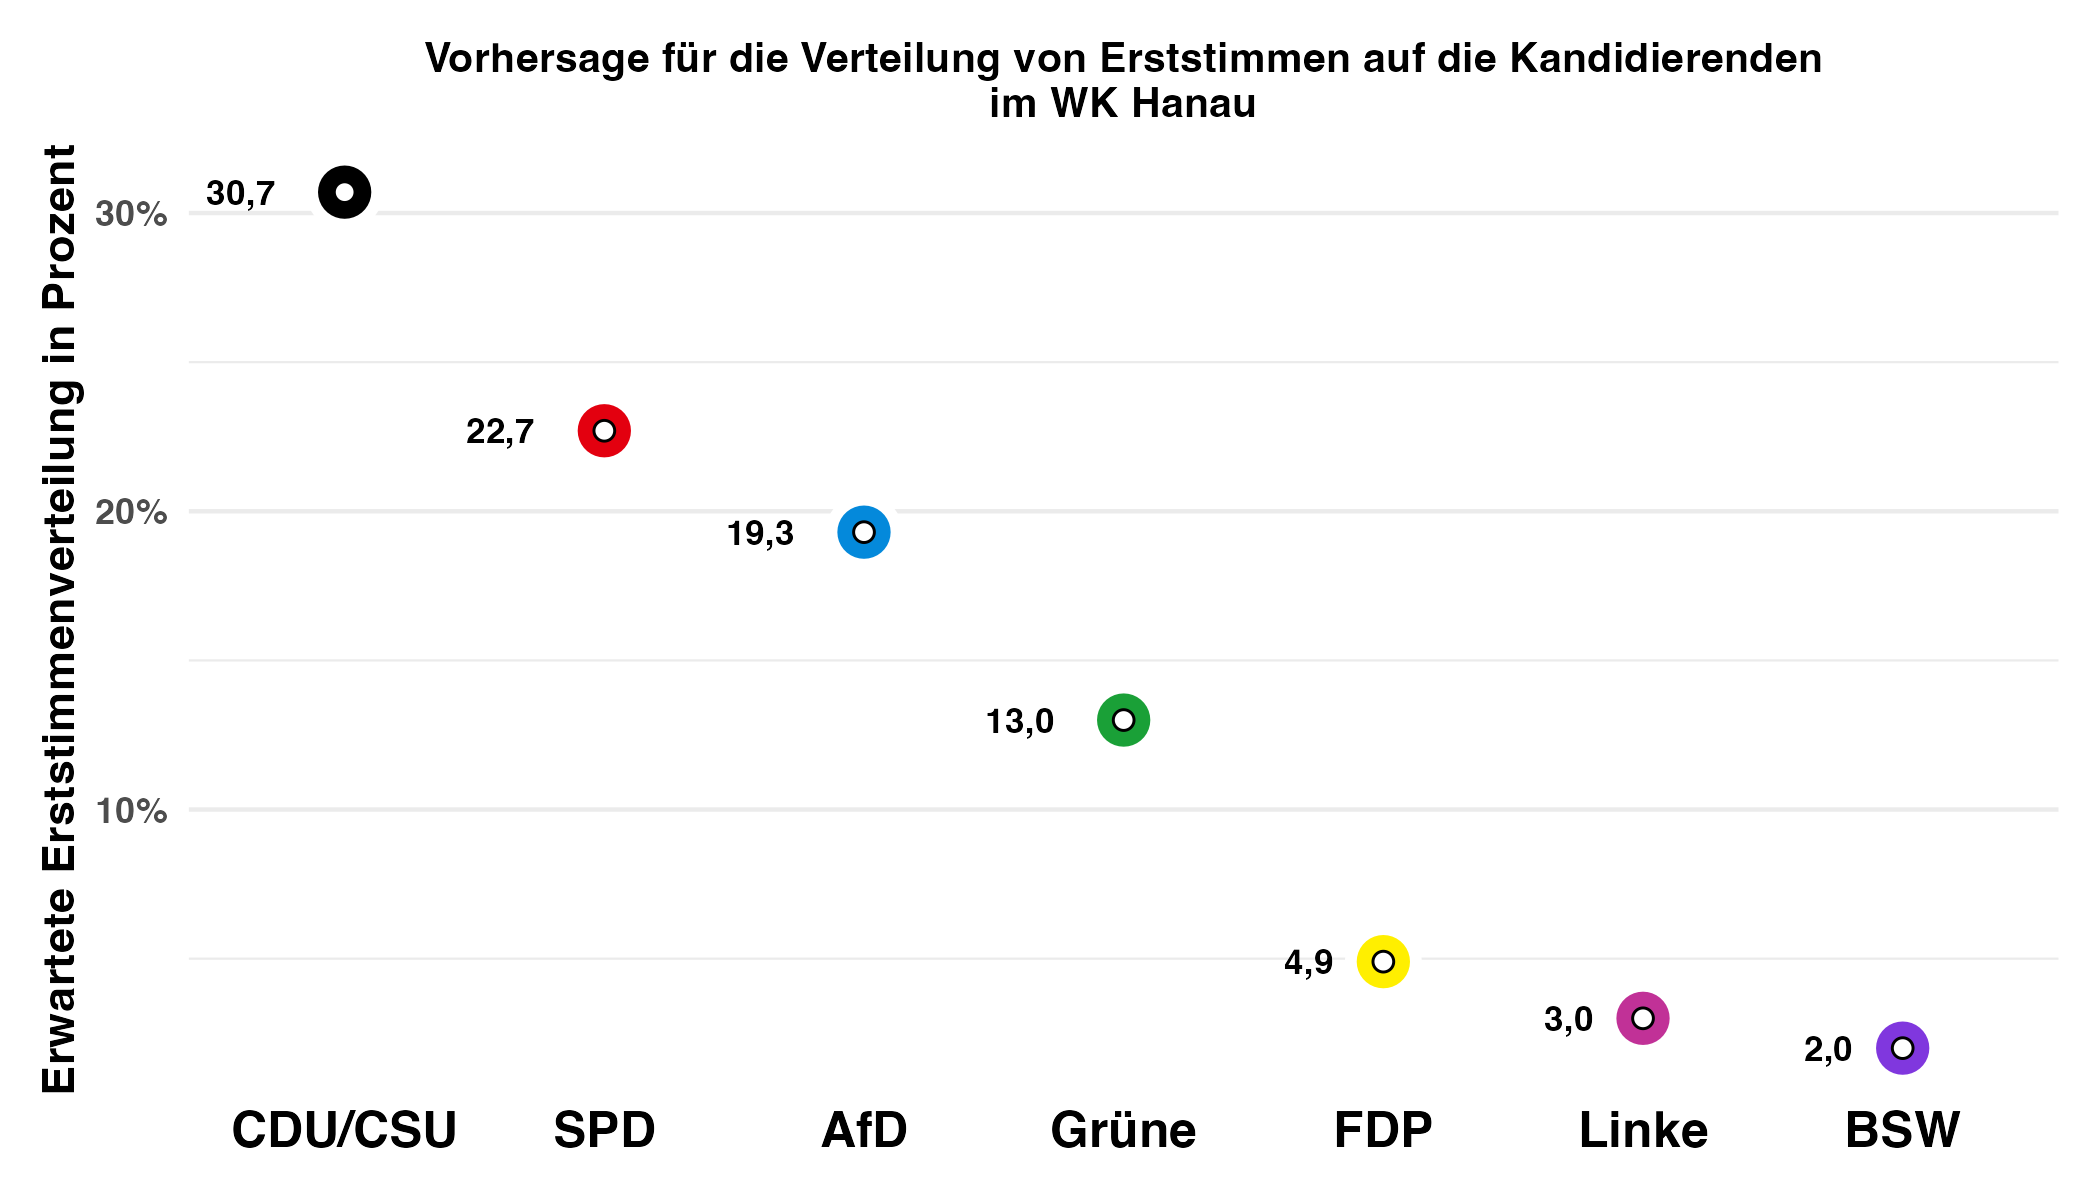 Vorhersage für die Verteilung von Erststimmen auf die Kandidierenden
im WK Hanau
Erwartete Erststimmenverteilung in Prozent
30%
20%
10%
30,7
22,7
19,3
13,0
4,9
3,0
2,0
CDU/CSU
SPD
AfD
Grüne
FDP
Linke
BSW